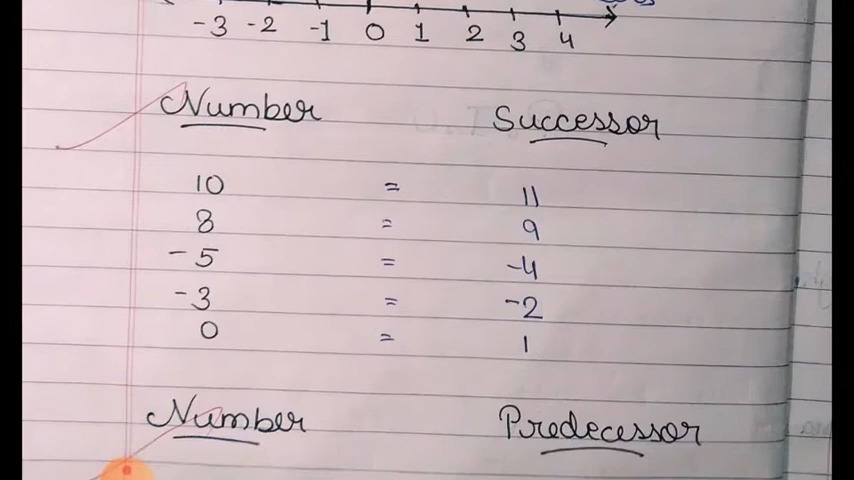 -3 -2 -1 0 1 2 3 4
Number Successor
10 = 11
8 = 9
-5 = -4
-3 = -2
0 = 1
Number Predecessor